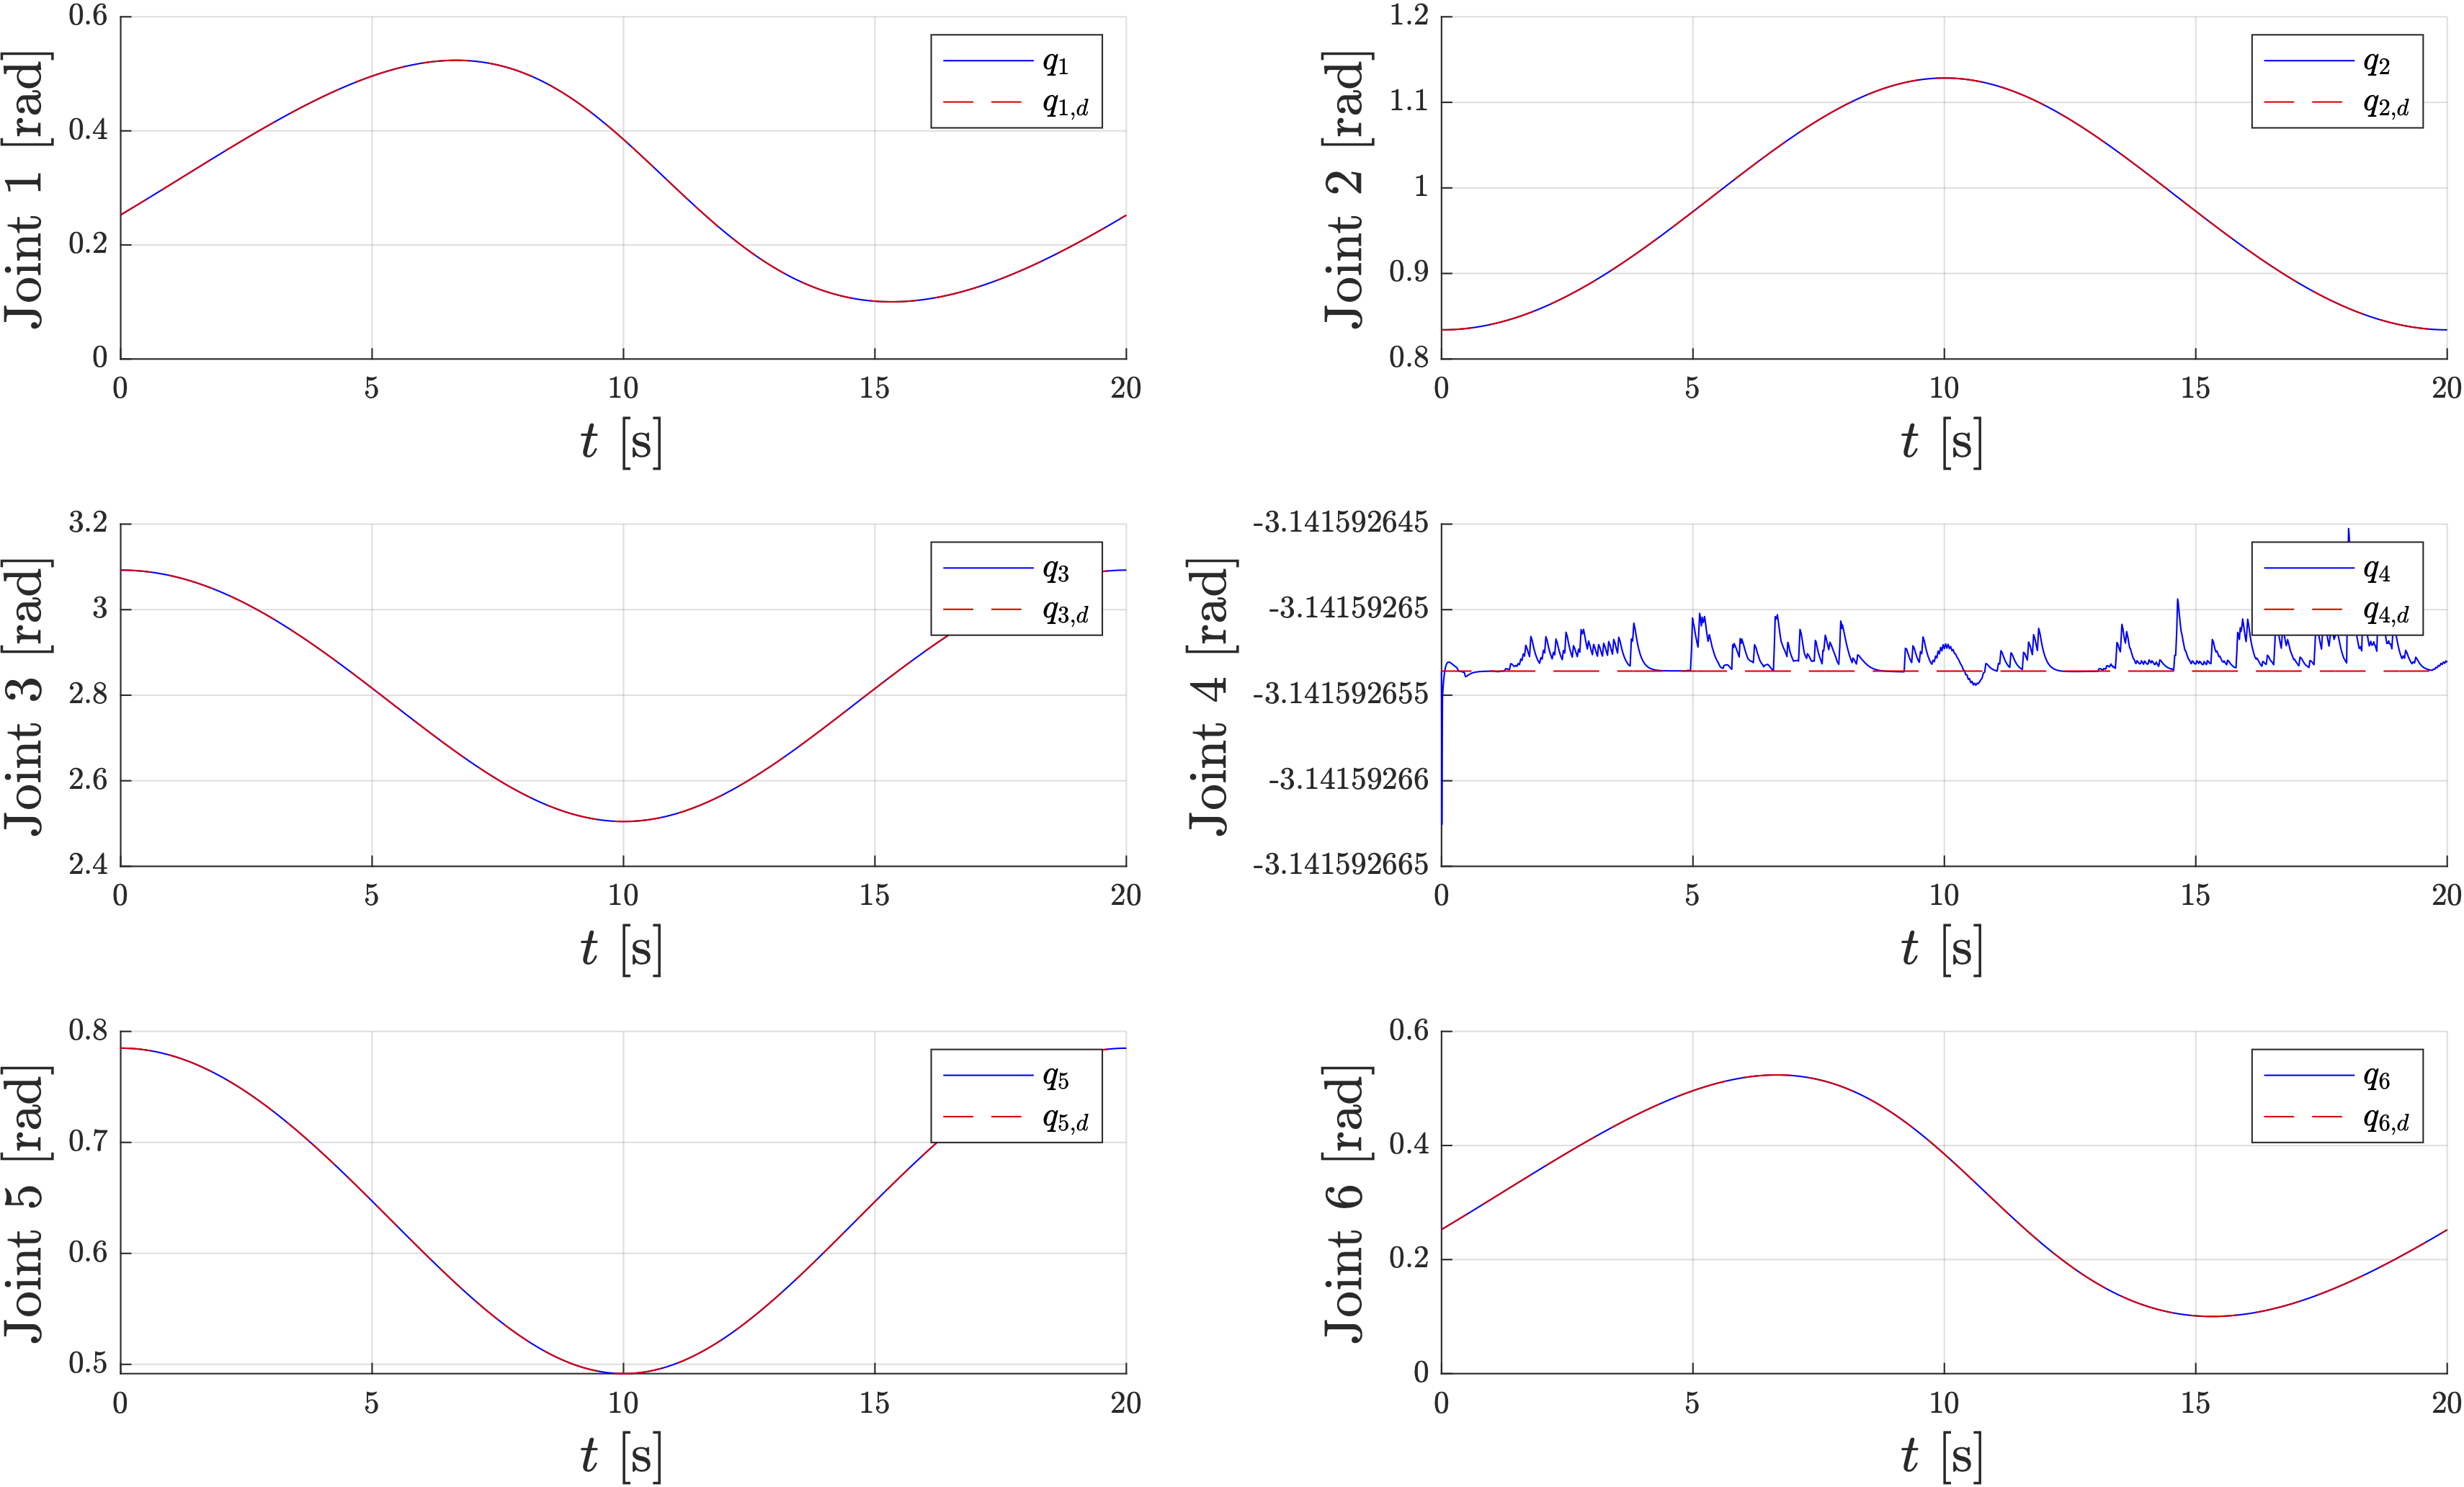 Joint 1 [rad]
0.6
0.4
0.2
0
0 5 10 15 20
t [s]
q1
q1,d
Joint 2 [rad]
1.2
1.1
1
0.9
0.8
0 5 10 15 20
t [s]
q2
q2,d
Joint 3 [rad]
3.2
3
2.8
2.6
2.4
0 5 10 15 20
t [s]
q3
q3,d
Joint 4 [rad]
-3.141592645
-3.14159265
-3.141592655
-3.14159266
-3.141592665
0 5 10 15 20
t [s]
q4
q4,d
Joint 5 [rad]
0.8
0.7
0.6
0.5
0 5 10 15 20
t [s]
q5
q5,d
Joint 6 [rad]
0.6
0.4
0.2
0
0 5 10 15 20
t [s]
q6
q6,d